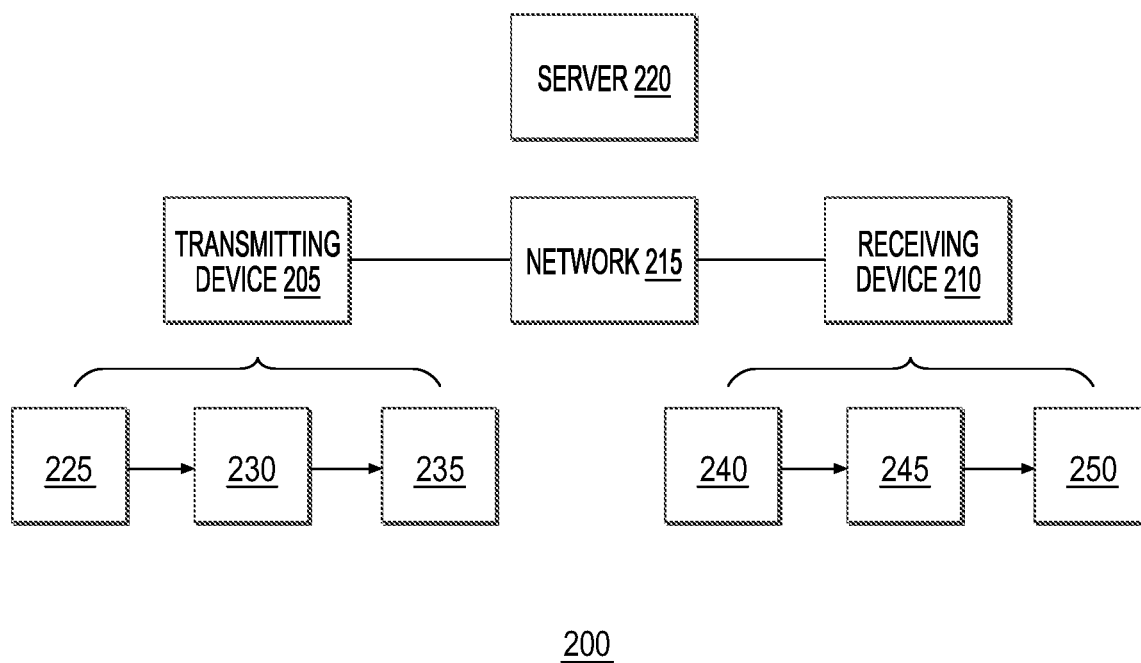 SERVER 220
TRANSMITTING
DEVICE 205
NETWORK 215
RECEIVING
DEVICE 210
225
230
235
240
245
250
200